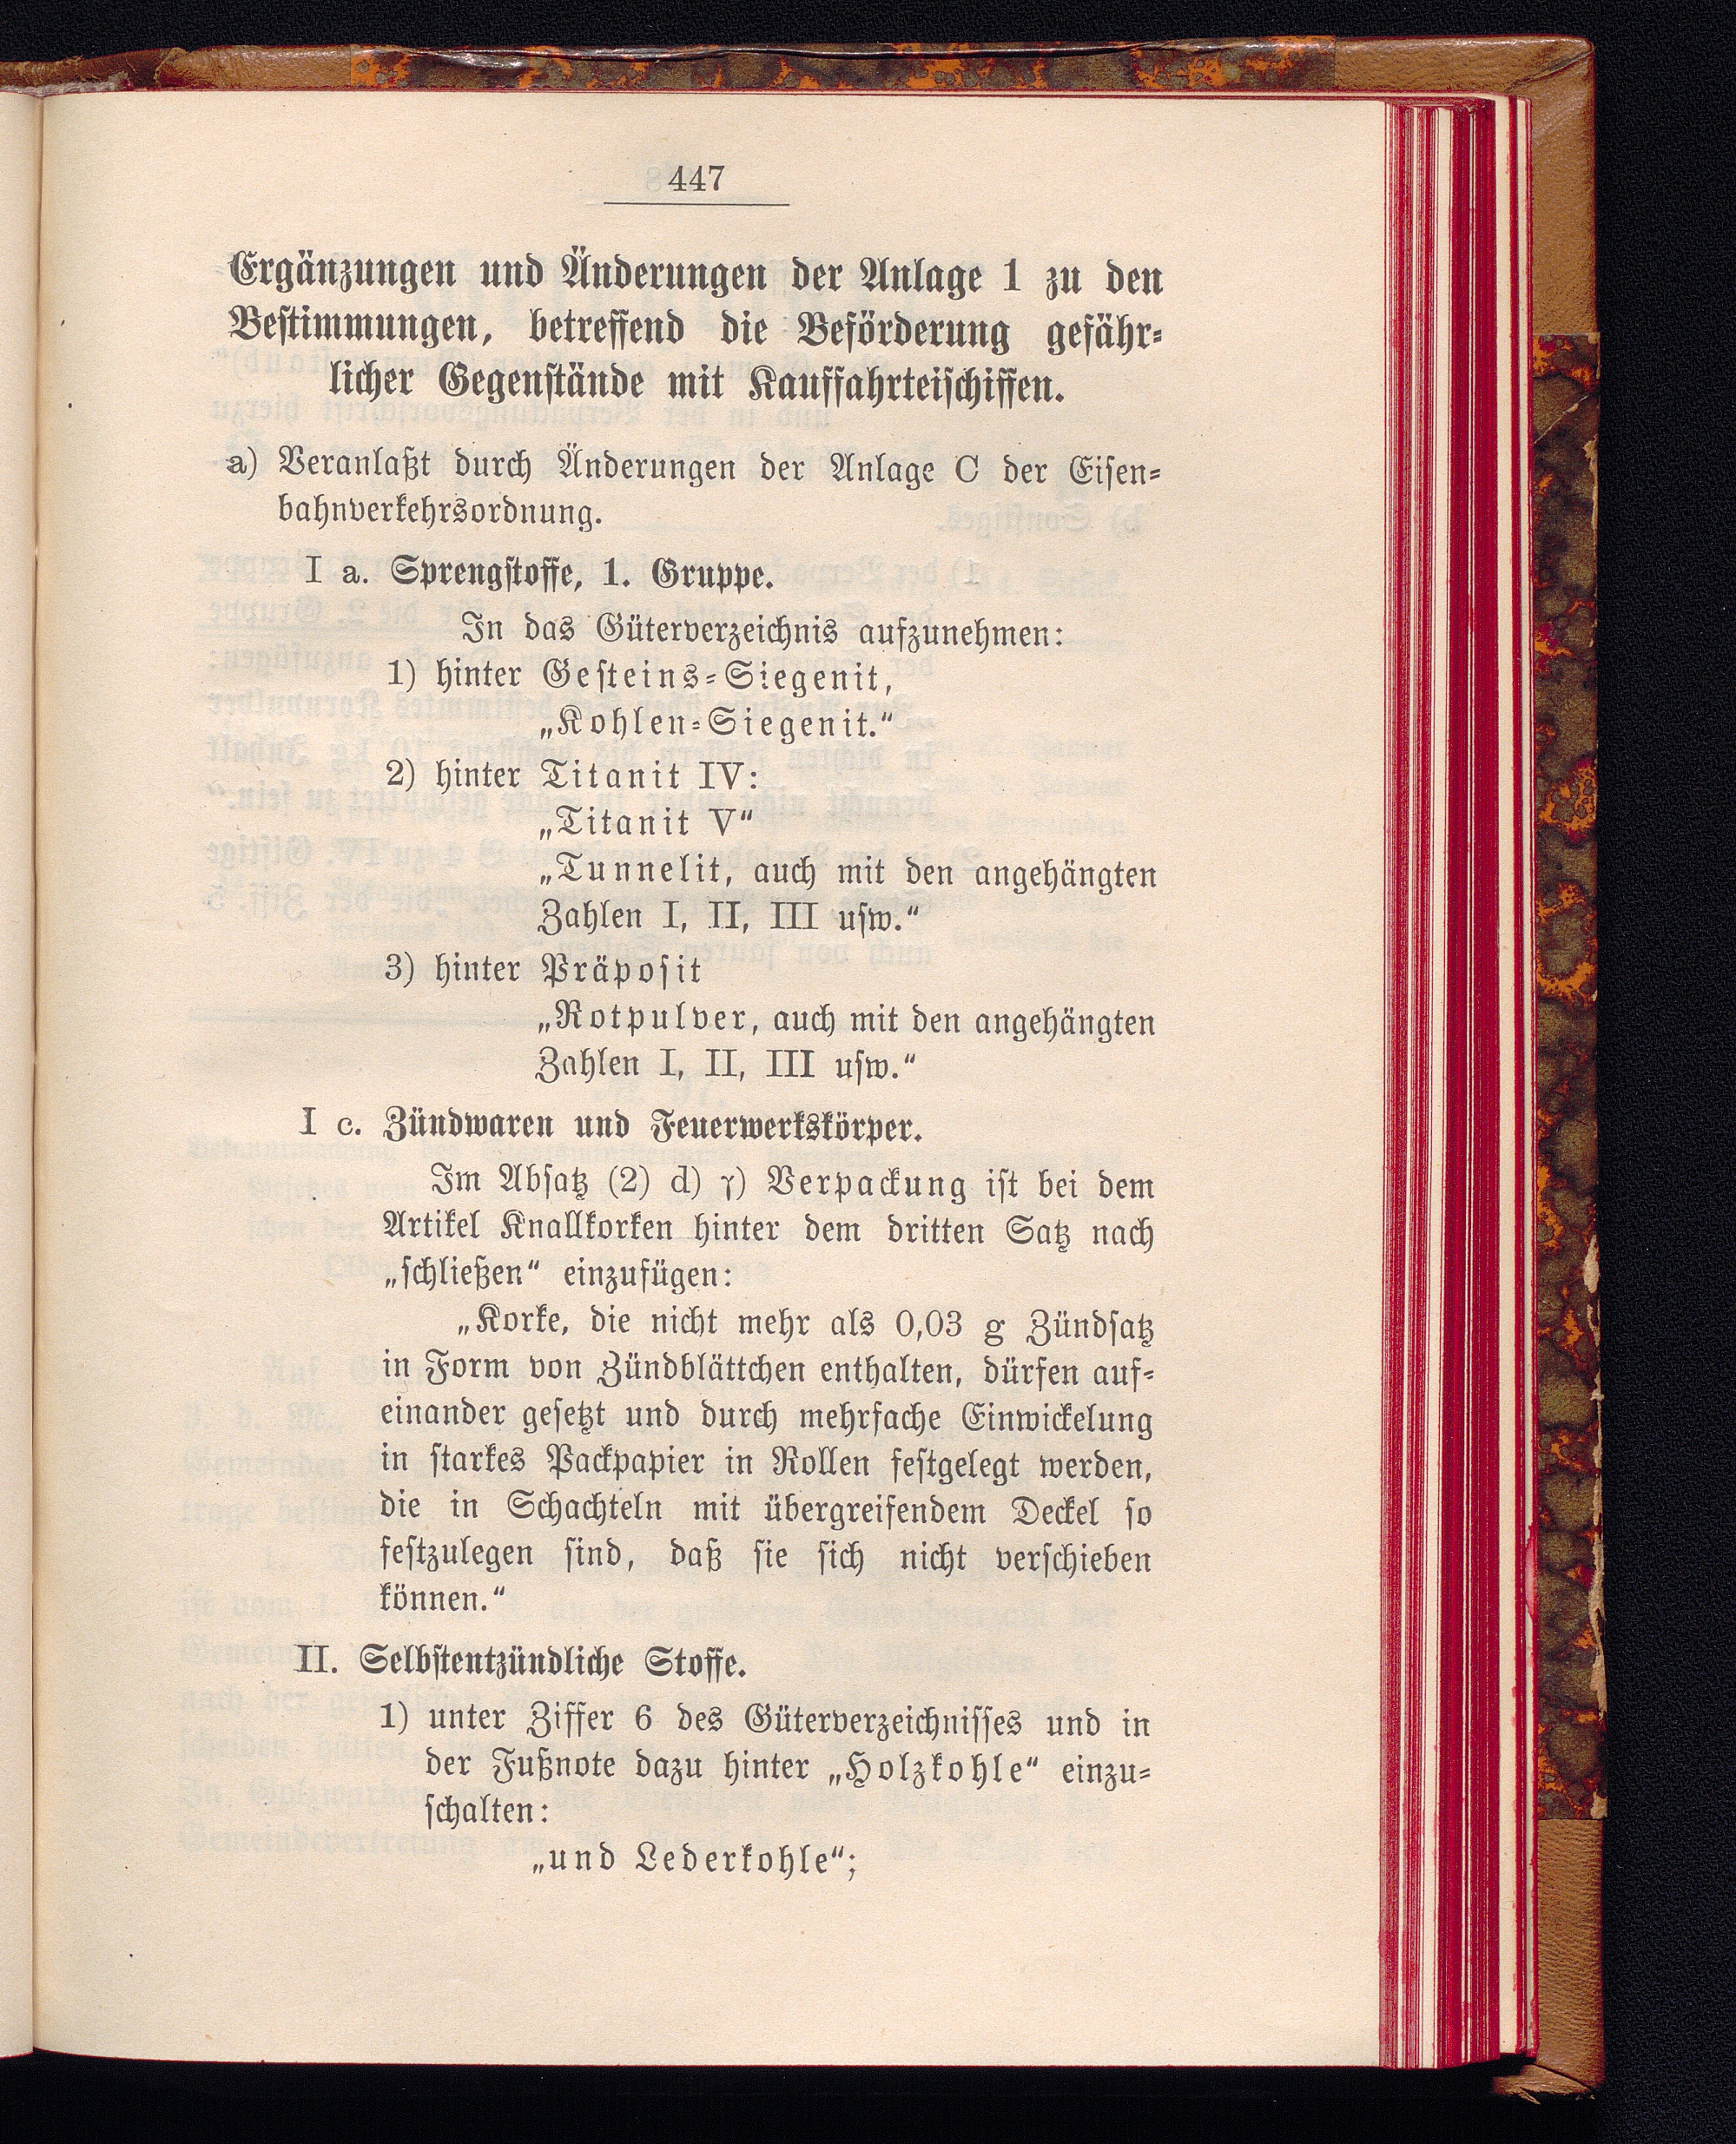 447
Ergänzungen und Änderungen der Anlage 1 zu den
Bestimmungen, betreffend die Beförderung gefähr-
licher Gegenstände mit Kauffahrteischiffen.
a) Veranlaßt durch Änderungen der Anlage C der Eisen-
bahnverkehrsordnung.
I a. Sprengstoffe, 1. Gruppe.
In das Güterverzeichnis aufzunehmen:
1) hinter Gesteins-Siegenit,
„Kohlen-Siegenit.“
2) hinter Titanit IV:
„Titanit V“
„Tunnelit, auch mit den angehängten
Zahlen I, II, III usw.“
3) hinter Präposit
„Rotpulver, auch mit den angehängten
Zahlen I, II, III usw.“
I c. Zündwaren und Feuerwerkskörper.
Im Absatz (2) d) γ) Verpackung ist bei dem
Artikel Knallkorken hinter dem dritten Satz nach
„schließen“ einzufügen:
„Korke, die nicht mehr als 0,03 g Zündsatz
in Form von Zündblättchen enthalten, dürfen auf-
einander gesetzt und durch mehrfache Einwickelung
in starkes Packpapier in Rollen festgelegt werden,
die in Schachteln mit übergreifendem Deckel so
festzulegen sind, daß sie sich nicht verschieben
können.“
II. Selbstentzündliche Stoffe.
1) unter Ziffer 6 des Güterverzeichnisses und in
der Fußnote dazu hinter „Holzkohle“ einzu-
schalten:
„und Lederkohle“;